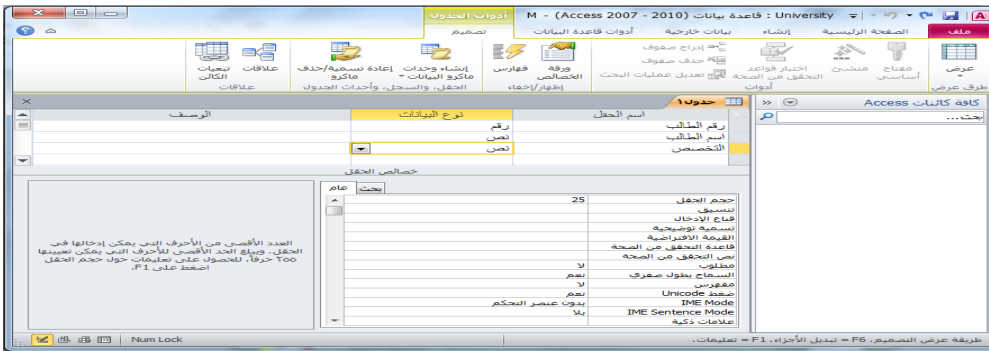 University : قاعدة بيانات (Access 2007 - 2010) - M
أدوات الجدول
ملف
الصفحة الرئيسية
إنشاء
بيانات خارجية
أدوات قاعدة البيانات
تصميم
عرض
مفتاح أساسي
منشئ
اختبار قواعد التحقق من الصحة
إدراج صفوف
حذف صفوف
تعديل عمليات البحث
ورقة الخصائص
فهارس
إنشاء وحدات ماكرو البيانات
إعادة تسمية/حذف ماكرو
علاقات
تبعيات الكائن
طرق عرض
أدوات
إظهار/إخفاء
الحقل، والسجل، وأحداث الجدول
علاقات
كافة كائنات Access
بحث...
جدول١
اسم الحقل
نوع البيانات
الوصف
رقم الطالب
رقم
اسم الطالب
نص
التخصص
نص
خصائص الحقل
عام
بحث
حجم الحقل
25
تنسيق
قناع الإدخال
تسمية توضيحية
القيمة الافتراضية
قاعدة التحقق من الصحة
نص التحقق من الصحة
مطلوب
لا
السماح بطول صفري
نعم
مفهرس
لا
ضغط Unicode
نعم
IME Mode
بدون عنصر التحكم
IME Sentence Mode
بلا
علامات ذكية
العدد الأقصى من الأحرف التي يمكن إدخالها في
الحقل. ويبلغ الحد الأقصى للأحرف التي يمكن تعيينها
٢٥٥ حرفاً. للحصول على تعليمات حول حجم الحقل
اضغط على F1.
طريقة عرض التصميم. F6 = تبديل الأجزاء. F1 = تعليمات.
Num Lock